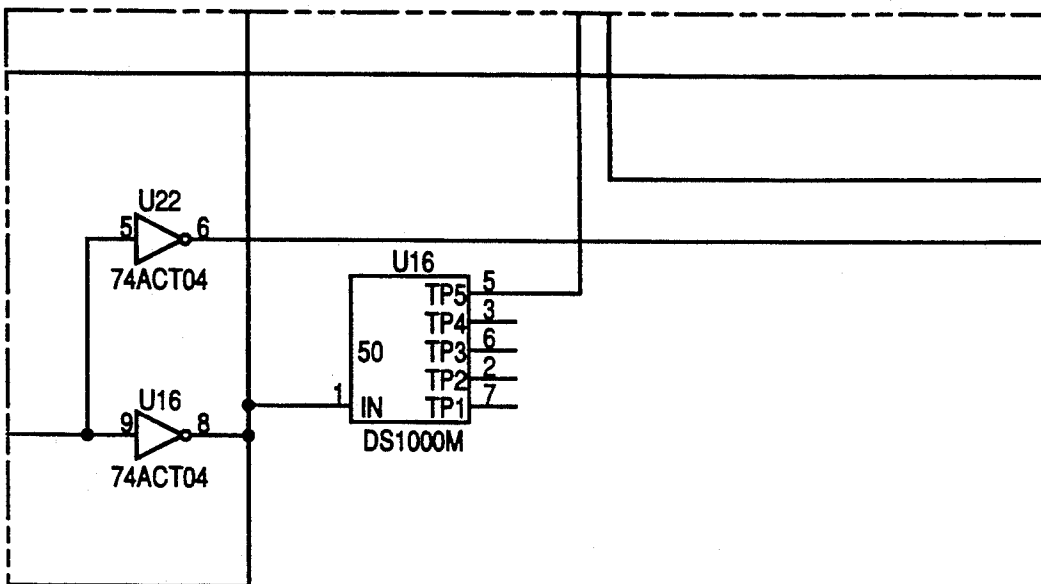 U22
5 6
74ACT04
U16
TP5 5
TP4 3
50 TP3 6
TP2 2
1 IN TP1 7
DS1000M
U16
9 8
74ACT04